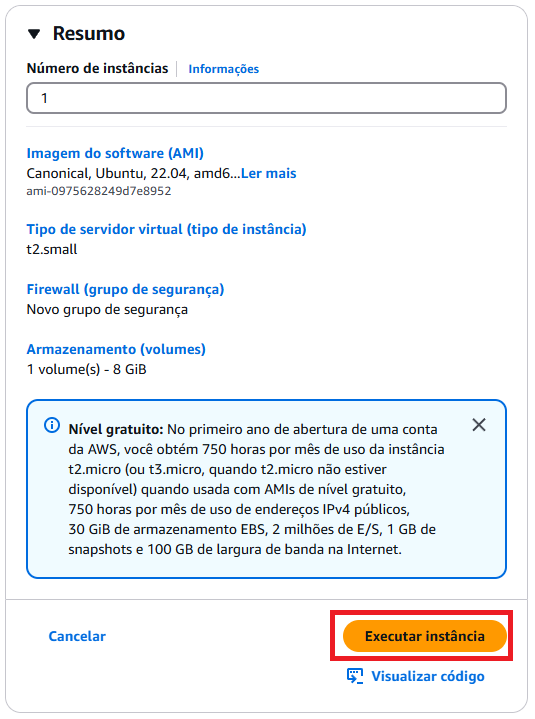 Resumo
Número de instâncias Informações
1
Imagem do software (AMI)
Canonical, Ubuntu, 22.04, amd6...Ler mais
ami-0975628249d7e8952
Tipo de servidor virtual (tipo de instância)
t2.small
Firewall (grupo de segurança)
Novo grupo de segurança
Armazenamento (volumes)
1 volume(s) - 8 GiB
Nível gratuito: No primeiro ano de abertura de uma conta
da AWS, você obtém 750 horas por mês de uso da instância
t2.micro (ou t3.micro, quando t2.micro não estiver
disponível) quando usada com AMIs de nível gratuito,
750 horas por mês de uso de endereços IPv4 públicos,
30 GiB de armazenamento EBS, 2 milhões de E/S, 1 GB de
snapshots e 100 GB de largura de banda na Internet.
Cancelar
Executar instância
Visualizar código